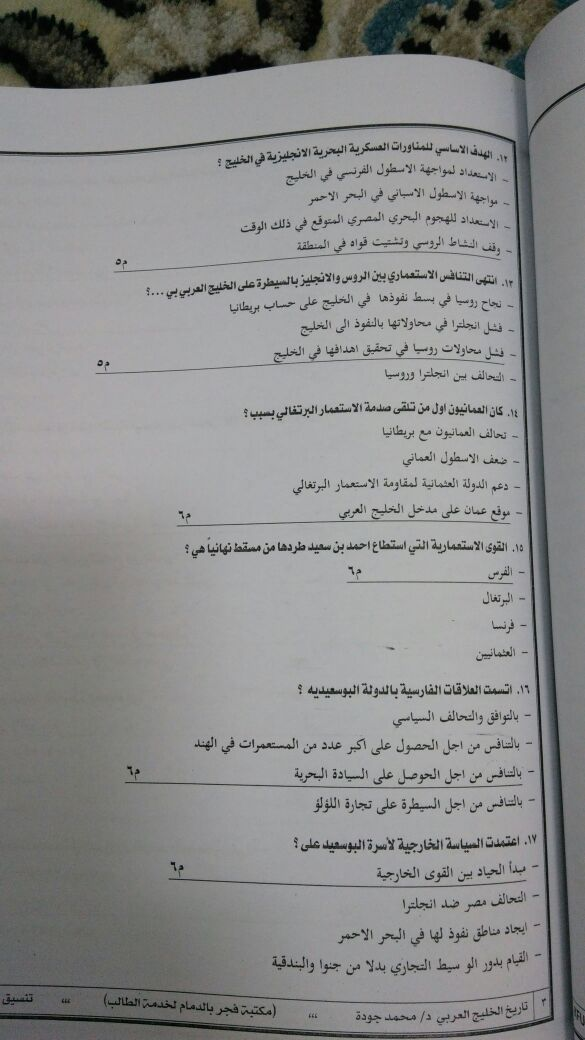 ١٢. الهدف الاساسي للمناورات العسكرية البحرية الانجليزية في الخليج ؟
- الاستعداد لمواجهة الاسطول الفرنسي في الخليج
- مواجهة الاسطول الاسباني في البحر الاحمر
- الاستعداد للهجوم البحري المصري المتوقع في ذلك الوقت
- وقف النشاط الروسي وتشتيت قواه في المنطقة م٥
١٣. انتهى التنافس الاستعماري بين الروس والانجليز بالسيطرة على الخليج العربي بي ...؟
- نجاح روسيا في بسط نفوذها في الخليج على حساب بريطانيا
- فشل انجلترا في محاولاتها بالنفوذ الى الخليج
- فشل محاولات روسيا في تحقيق اهدافها في الخليج م٥
- التحالف بين انجلترا وروسيا
١٤. كان العمانيون اول من تلقى صدمة الاستعمار البرتغالي بسبب؟
- تحالف العمانيون مع بريطانيا
- ضعف الاسطول العماني
- دعم الدولة العثمانية لمقاومة الاستعمار البرتغالي
- موقع عمان على مدخل الخليج العربي م٦
١٥. القوى الاستعمارية التي استطاع احمد بن سعيد طردها من مسقط نهائياً هي ؟
- الفرس م٦
- البرتغال
- فرنسا
- العثمانيين
١٦. اتسمت العلاقات الفارسية بالدولة البوسعيديه ؟
- بالتوافق والتحالف السياسي
- بالتنافس من اجل الحصول على اكبر عدد من المستعمرات في الهند
- بالتنافس من اجل الحوصل على السيادة البحرية م٦
- بالتنافس من اجل السيطرة على تجارة اللؤلؤ
١٧. اعتمدت السياسة الخارجية لأسرة البوسعيد على ؟
- مبدأ الحياد بين القوى الخارجية م٦
- التحالف مصر ضد انجلترا
- ايجاد مناطق نفوذ لها في البحر الاحمر
- القيام بدور الو سيط التجاري بدلا من جنوا والبندقية
٣ تاريخ الخليج العربي د/ محمد جودة ،،، (مكتبة فجر بالدمام لخدمة الطالب) ،،، تنسيق